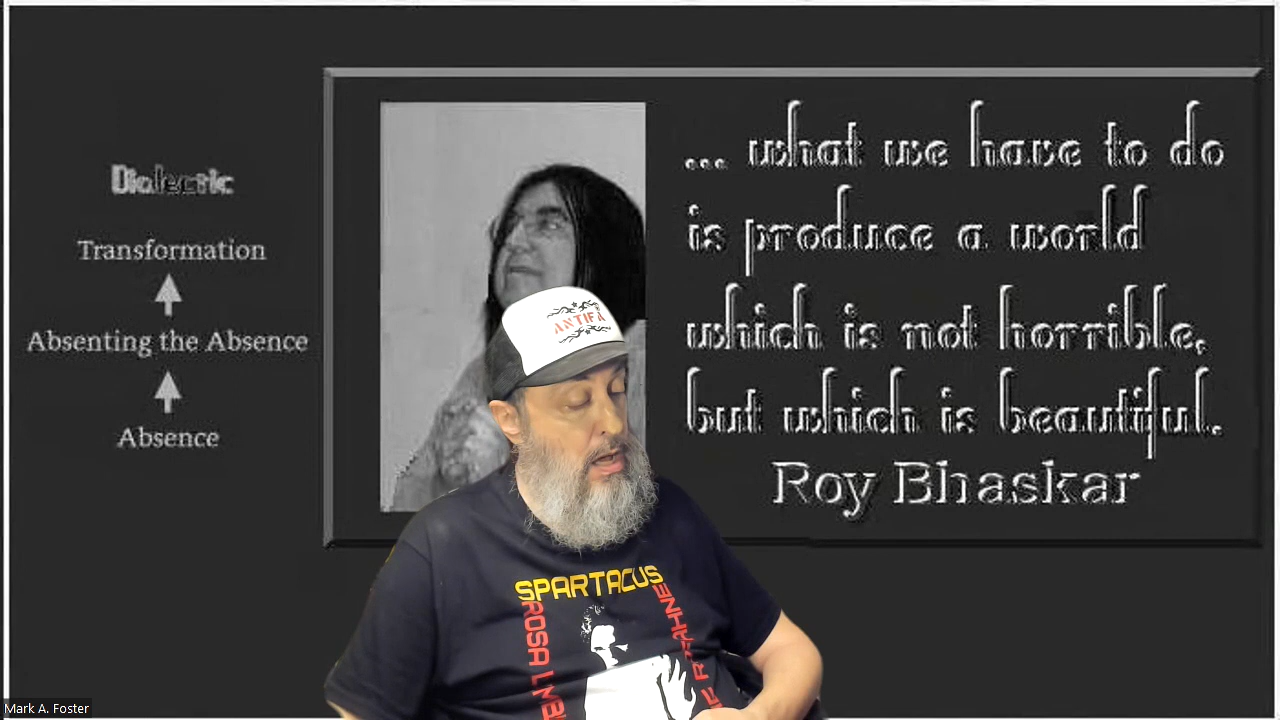 Dialectic
Transformation
Absenting the Absence
Absence
... what we have to do
is produce a world
which is not horrible,
but which is beautiful.
Roy Bhaskar
ANTIFA
SPARTACUS
ROSA
Mark A. Foster